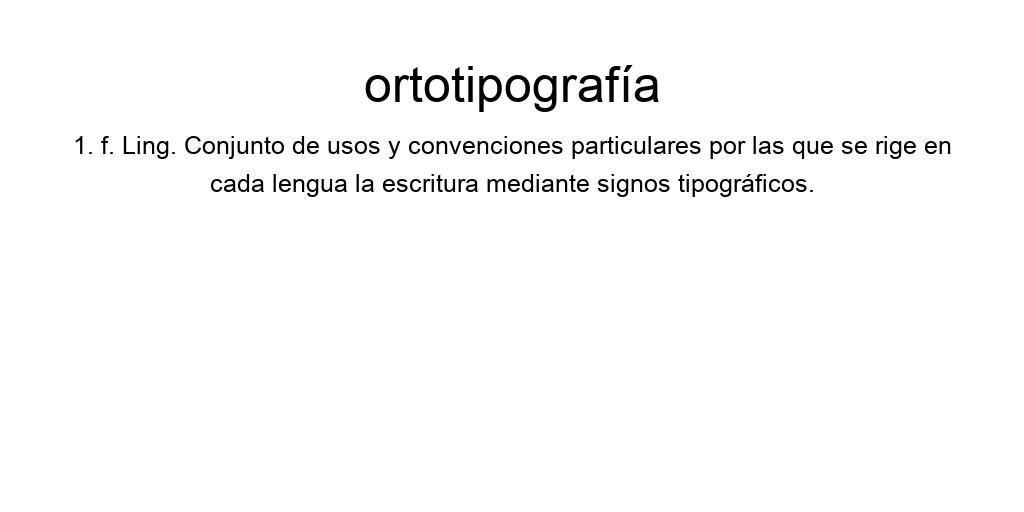 ortotipografía
1. f. Ling. Conjunto de usos y convenciones particulares por las que se rige en
cada lengua la escritura mediante signos tipográficos.